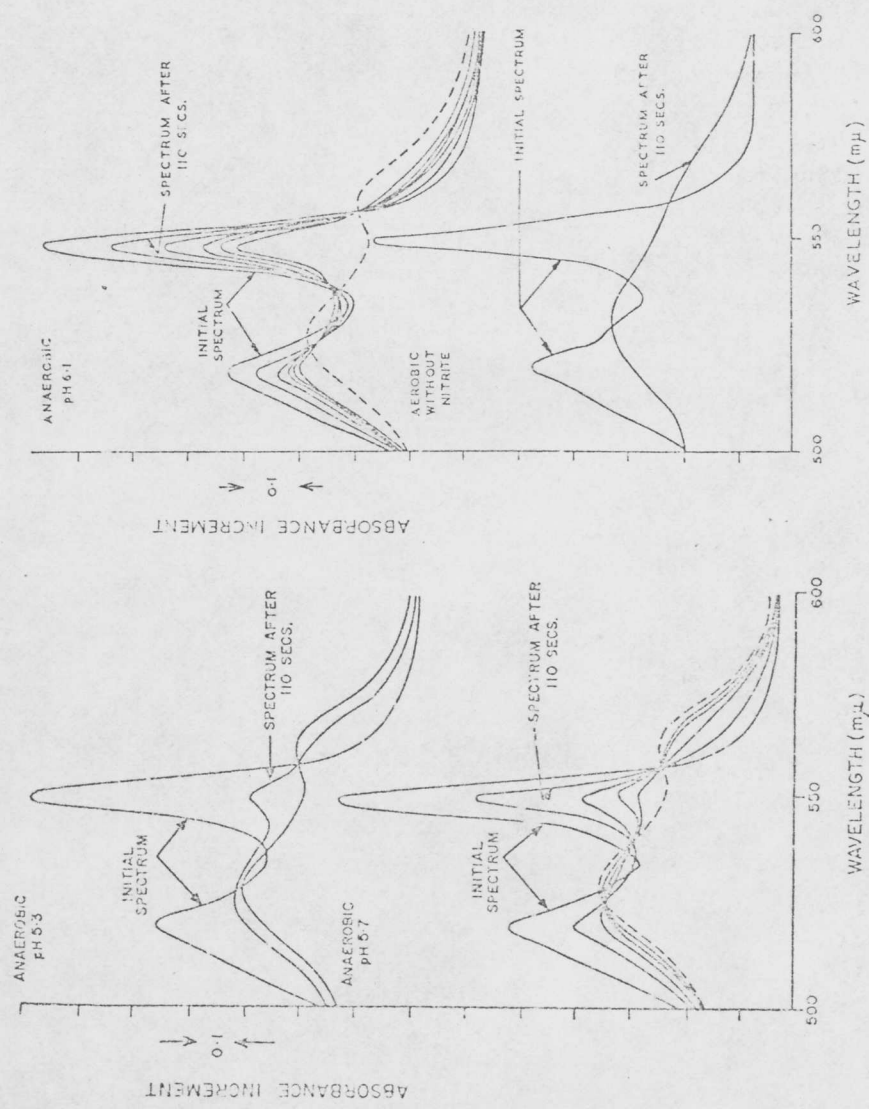 ANAEROBIC
pH 5·3
INITIAL
SPECTRUM
SPECTRUM AFTER
110 SECS.
ANAEROBIC
pH 5·7
INITIAL
SPECTRUM
SPECTRUM AFTER
110 SECS.
ABSORBANCE INCREMENT
0·1
500
550
600
WAVELENGTH (mμ)
ANAEROBIC
pH 6·1
INITIAL
SPECTRUM
SPECTRUM AFTER
110 SECS.
AEROBIC
WITHOUT
NITRITE
INITIAL SPECTRUM
SPECTRUM AFTER
110 SECS.
ABSORBANCE INCREMENT
0·1
500
550
600
WAVELENGTH (mμ)